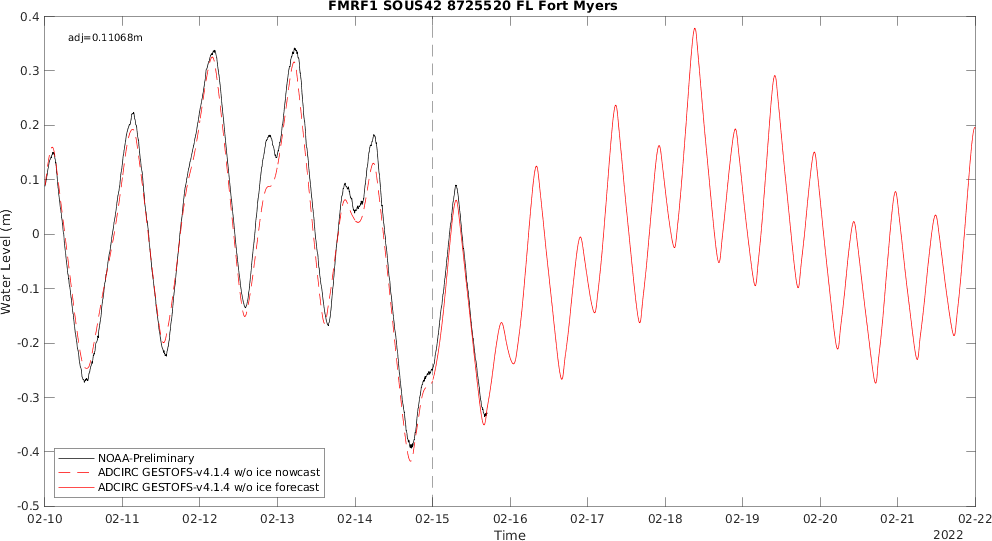 FMRF1 SOUS42 8725520 FL Fort Myers
adj=0.11068m
0.4
0.3
0.2
0.1
0
-0.1
-0.2
-0.3
-0.4
-0.5
Water Level (m)
NOAA-Preliminary
ADCIRC GESTOFS-v4.1.4 w/o ice nowcast
ADCIRC GESTOFS-v4.1.4 w/o ice forecast
02-10 02-11 02-12 02-13 02-14 02-15 02-16 02-17 02-18 02-19 02-20 02-21 02-22
Time
2022